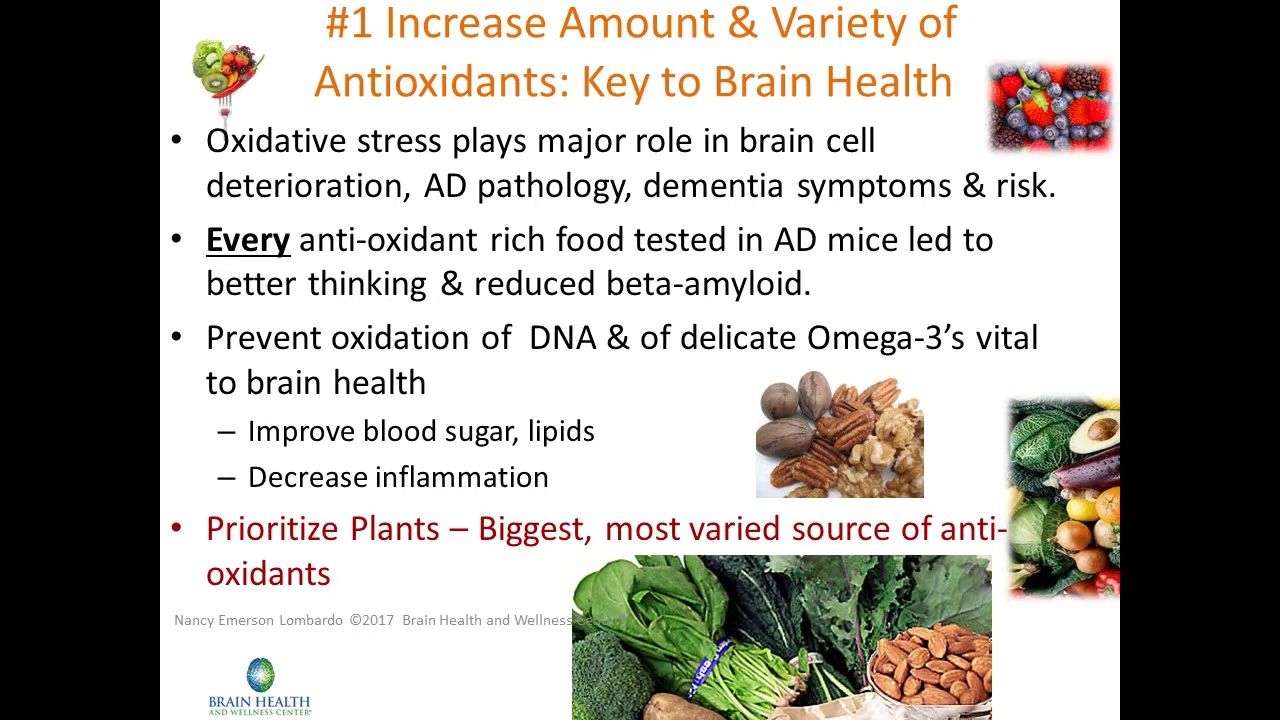 #1 Increase Amount & Variety of
Antioxidants: Key to Brain Health
• Oxidative stress plays major role in brain cell
deterioration, AD pathology, dementia symptoms & risk.
• Every anti-oxidant rich food tested in AD mice led to
better thinking & reduced beta-amyloid.
• Prevent oxidation of DNA & of delicate Omega-3’s vital
to brain health
– Improve blood sugar, lipids
– Decrease inflammation
• Prioritize Plants – Biggest, most varied source of anti-
oxidants
Nancy Emerson Lombardo ©2017 Brain Health and Wellness
BRAIN HEALTH
AND WELLNESS CENTER®